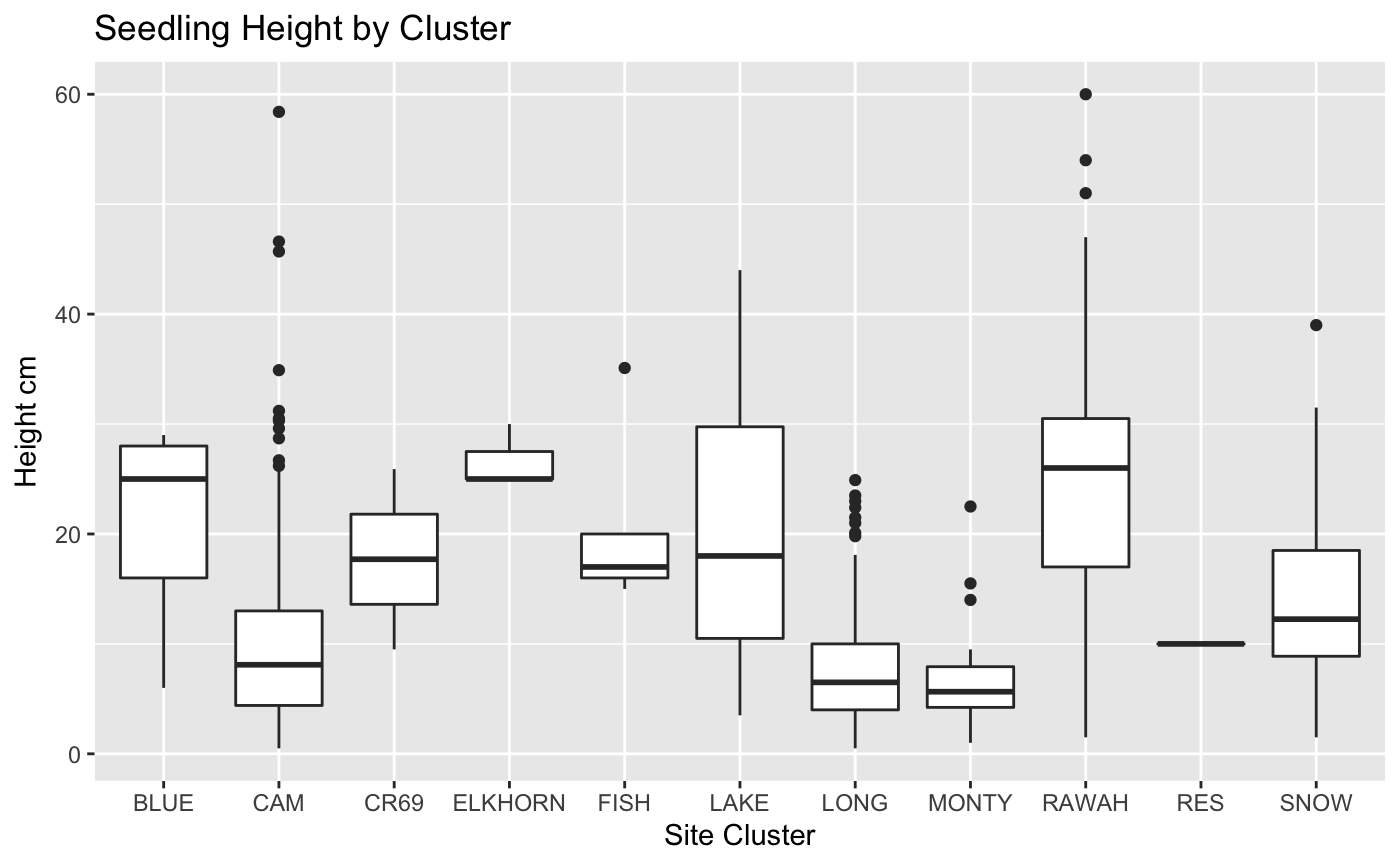 Seedling Height by Cluster
60
40
20
0
Height cm
BLUE CAM CR69 ELKHORN FISH LAKE LONG MONTY RAWAH RES SNOW
Site Cluster